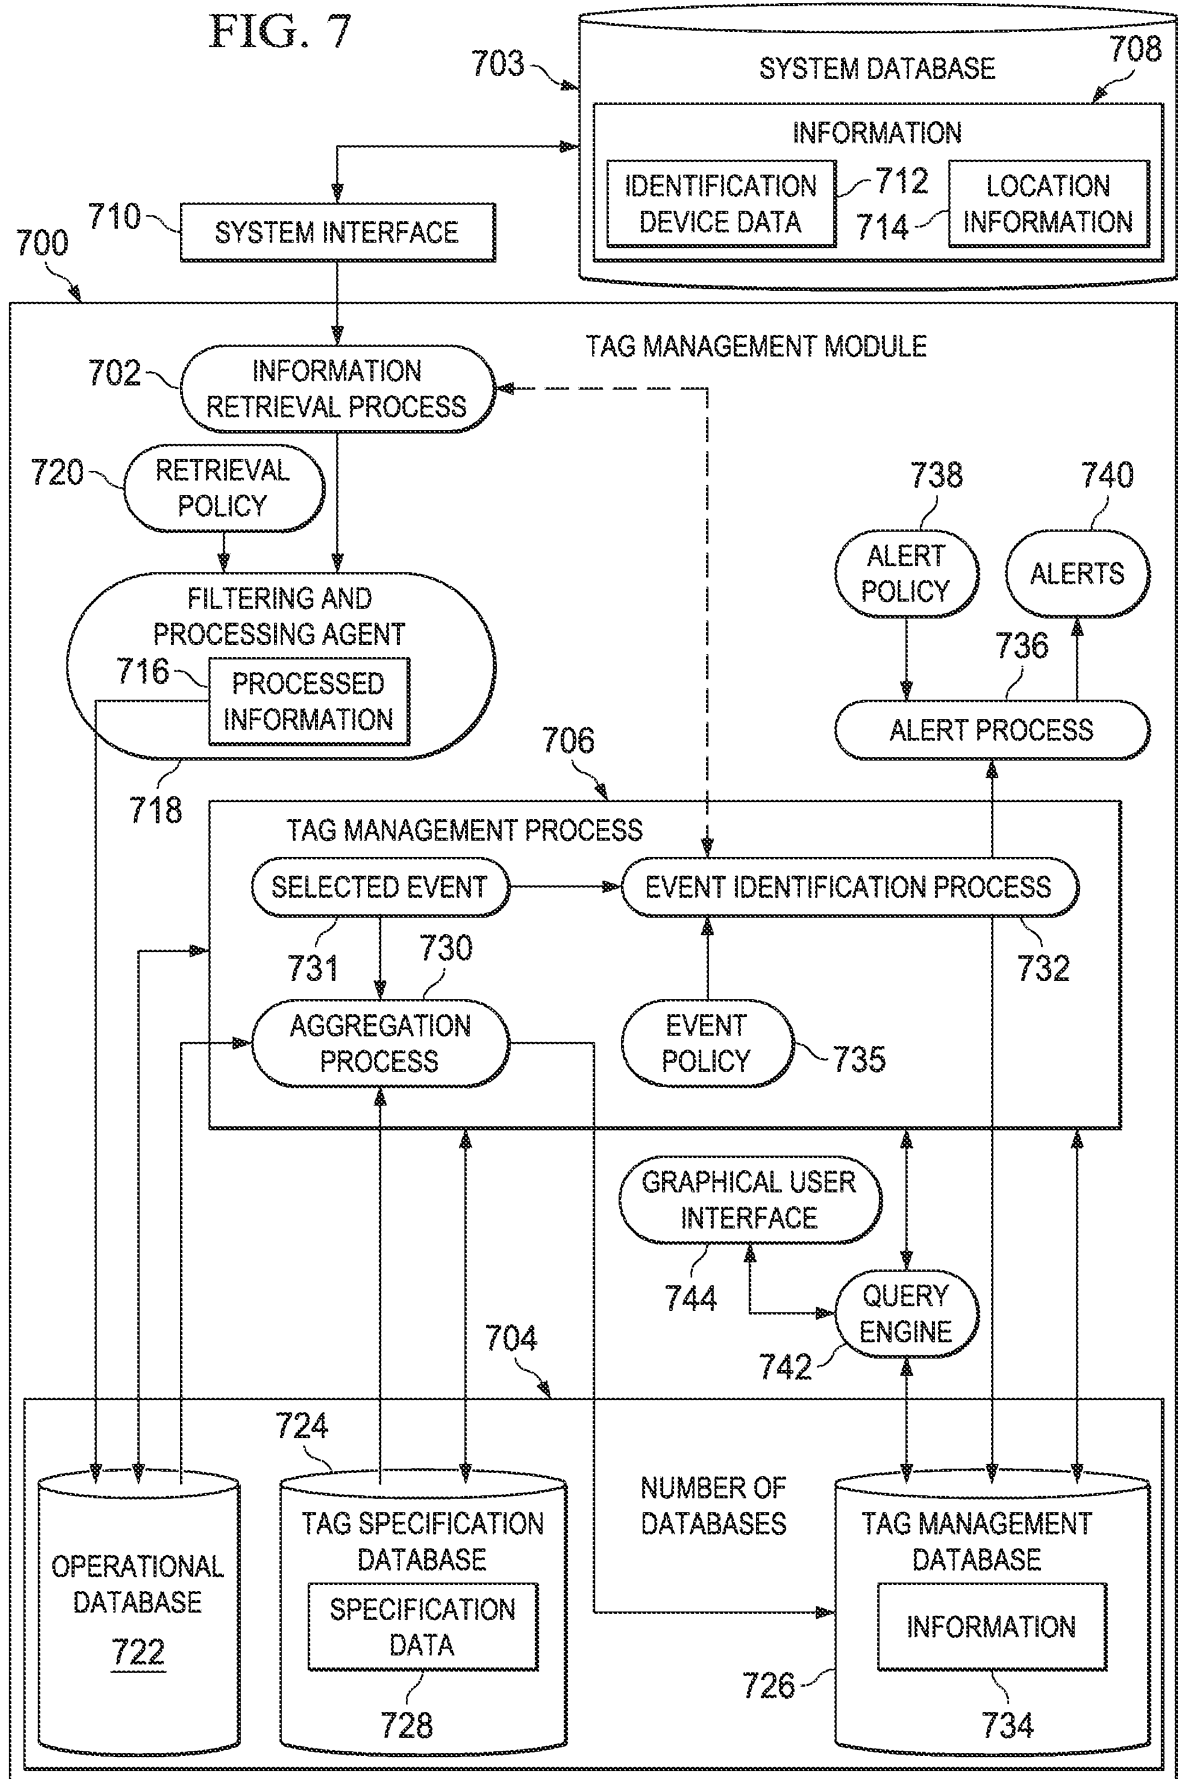 FIG. 7
703
SYSTEM DATABASE
708
INFORMATION
IDENTIFICATION
DEVICE DATA
712
714
LOCATION
INFORMATION
710
SYSTEM INTERFACE
700
TAG MANAGEMENT MODULE
702
INFORMATION
RETRIEVAL PROCESS
720
RETRIEVAL
POLICY
738
740
ALERT
POLICY
ALERTS
FILTERING AND
PROCESSING AGENT
716
PROCESSED
INFORMATION
736
ALERT PROCESS
718
706
TAG MANAGEMENT PROCESS
SELECTED EVENT
EVENT IDENTIFICATION PROCESS
731
730
732
AGGREGATION
PROCESS
EVENT
POLICY
735
GRAPHICAL USER
INTERFACE
744
QUERY
ENGINE
742
704
724
NUMBER OF
DATABASES
OPERATIONAL
DATABASE
722
TAG SPECIFICATION
DATABASE
SPECIFICATION
DATA
728
TAG MANAGEMENT
DATABASE
INFORMATION
726
734